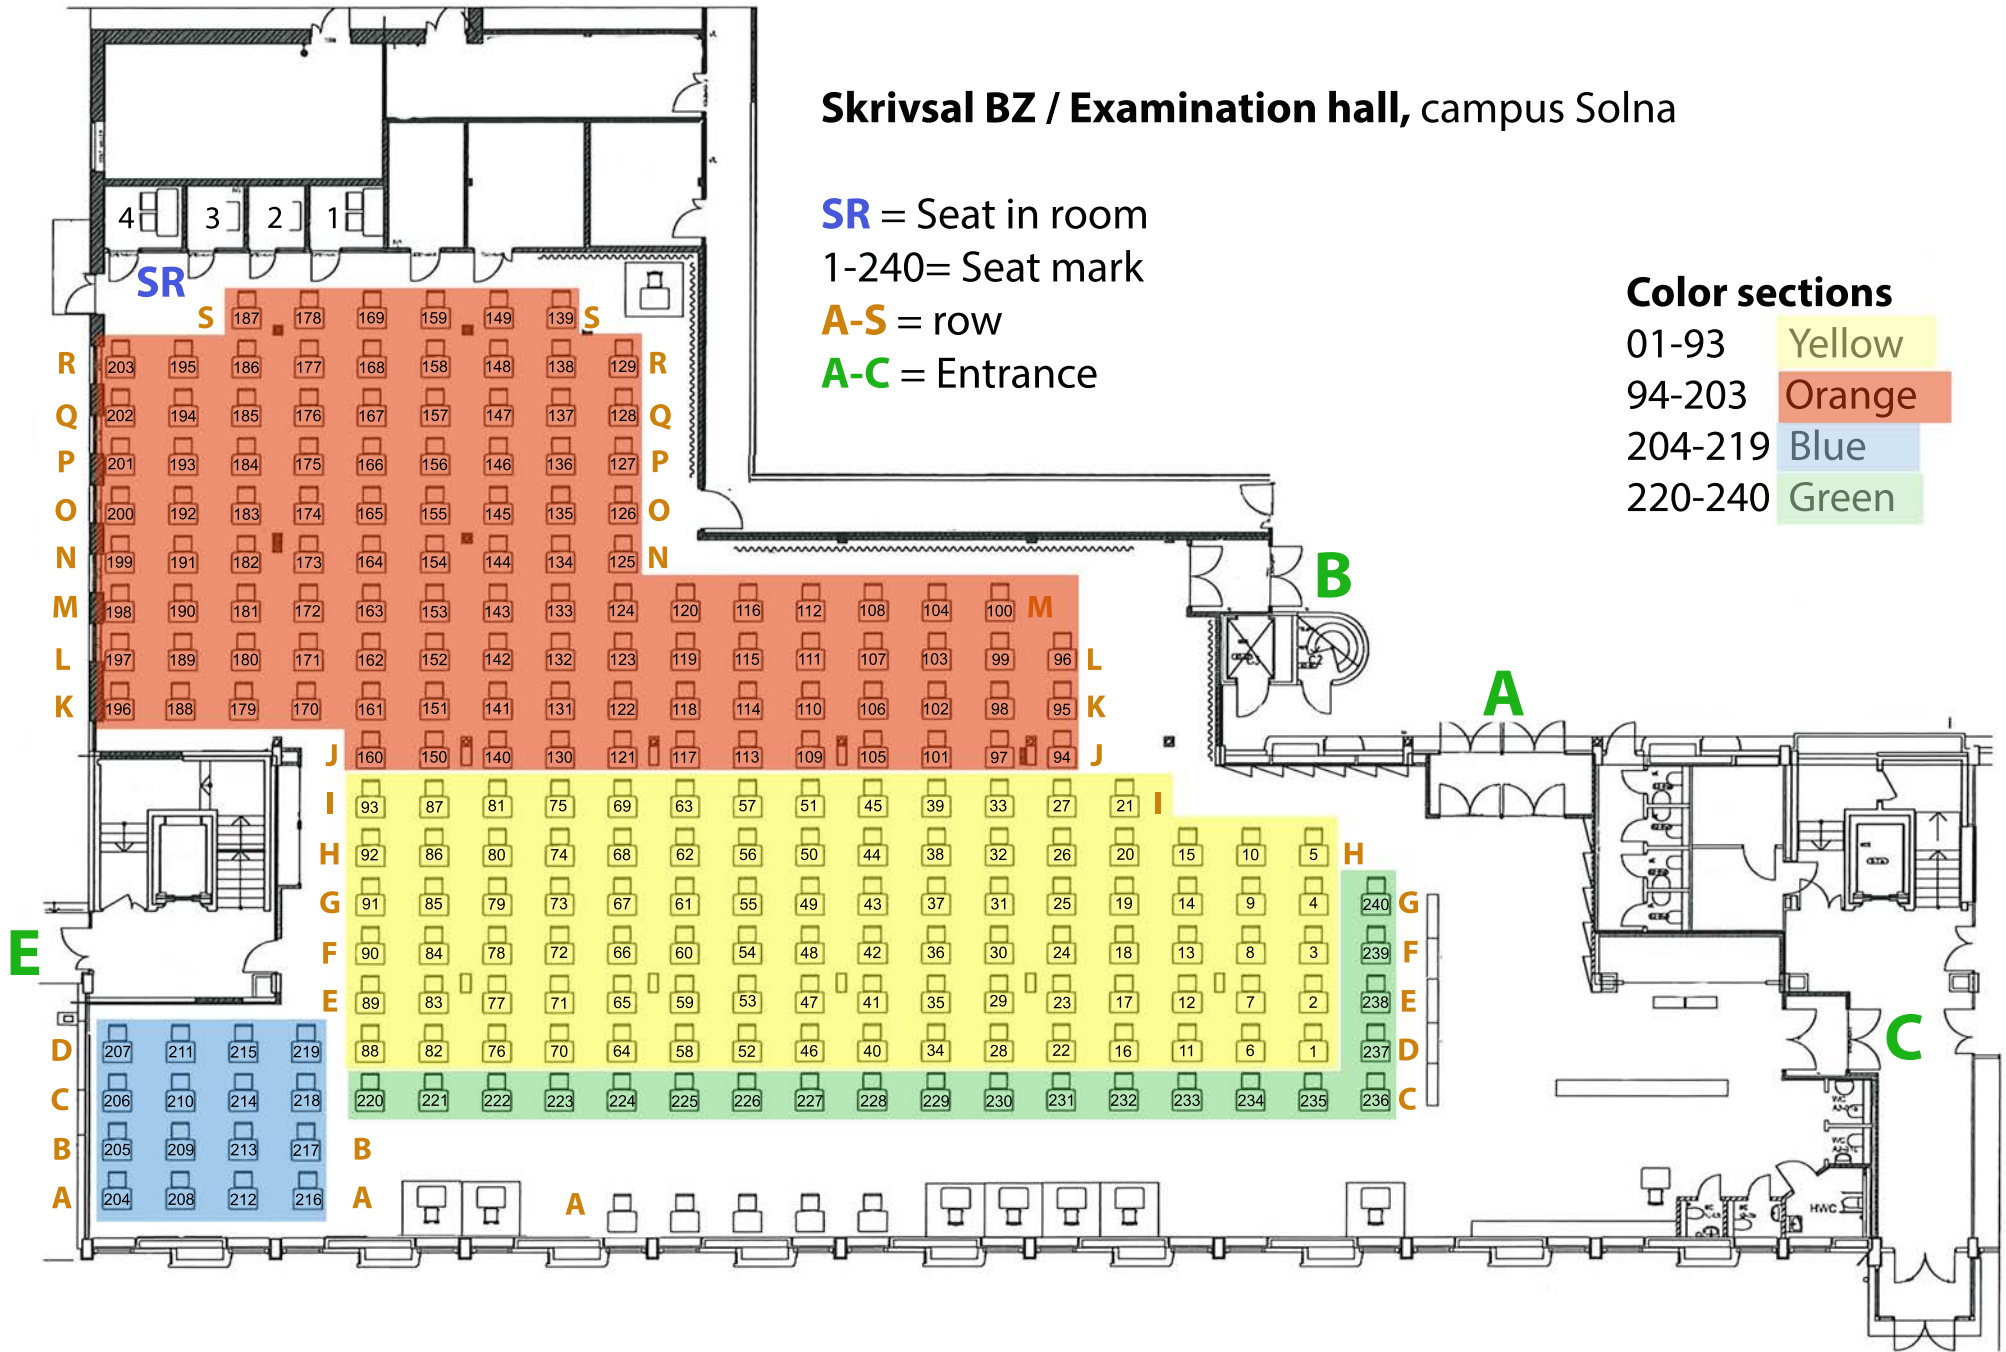 Skrivsal BZ / Examination hall, campus Solna
SR = Seat in room
1-240= Seat mark
A-S = row
A-C = Entrance
Color sections
01-93 Yellow
94-203 Orange
204-219 Blue
220-240 Green
4 3 2 1
SR
S 187 178 169 159 149 139 S
R 203 195 186 177 168 158 148 138 129 R
Q 202 194 185 176 167 157 147 137 128 Q
P 201 193 184 175 166 156 146 136 127 P
O 200 192 183 174 165 155 145 135 126 O
N 199 191 182 173 164 154 144 134 125 N
B
M 198 190 181 172 163 153 143 133 124 120 116 112 108 104 100 M
L 197 189 180 171 162 152 142 132 123 119 115 111 107 103 99 96 L
A
K 196 188 179 170 161 151 141 131 122 118 114 110 106 102 98 95 K
J 160 150 140 130 121 117 113 109 105 101 97 94 J
I 93 87 81 75 69 63 57 51 45 39 33 27 21 I
H 92 86 80 74 68 62 56 50 44 38 32 26 20 15 10 5 H
G 91 85 79 73 67 61 55 49 43 37 31 25 19 14 9 4 240 G
E
F 90 84 78 72 66 60 54 48 42 36 30 24 18 13 8 3 239 F
E 89 83 77 71 65 59 53 47 41 35 29 23 17 12 7 2 238 E
C
D 207 211 215 219 88 82 76 70 64 58 52 46 40 34 28 22 16 11 6 1 237 D
C 206 210 214 218 220 221 222 223 224 225 226 227 228 229 230 231 232 233 234 235 236 C
WC
B 205 209 213 217 B
WC
A 204 208 212 216 A A
HWC